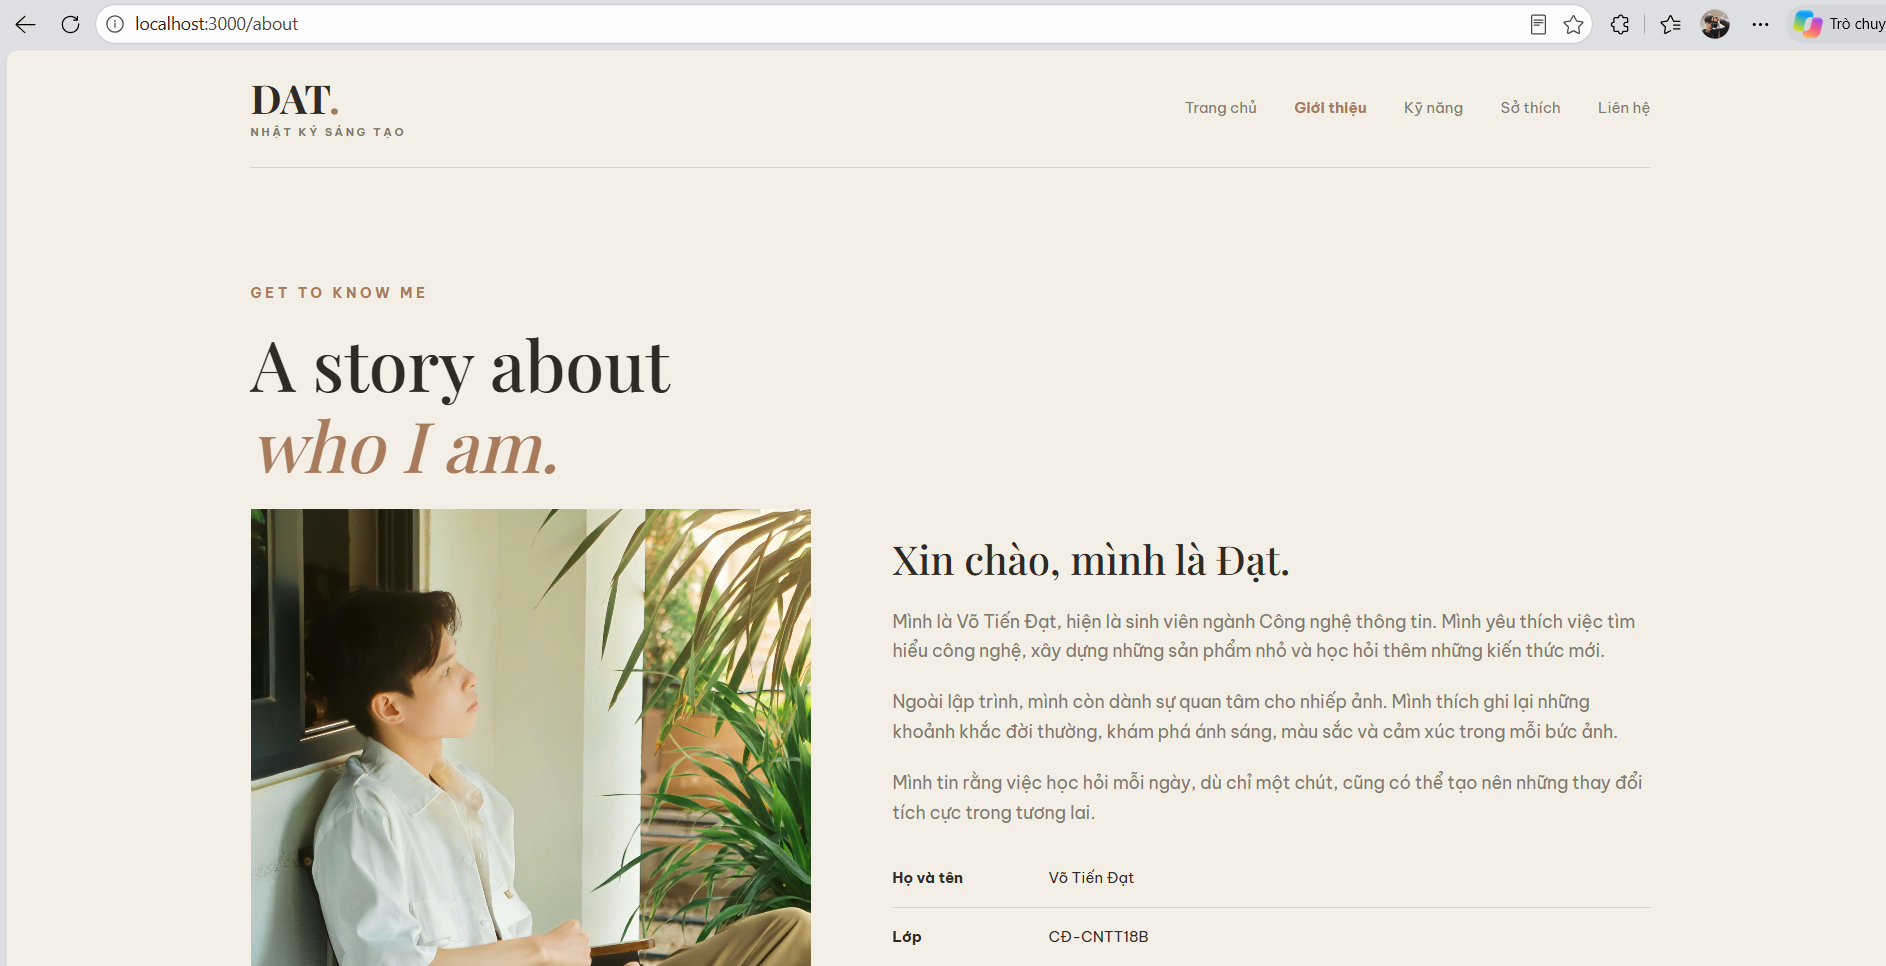 localhost:3000/about
Trò chuy
DAT.
NHẬT KÝ SÁNG TẠO
Trang chủ
Giới thiệu
Kỹ năng
Sở thích
Liên hệ
GET TO KNOW ME
A story about
who I am.
Xin chào, mình là Đạt.
Mình là Võ Tiến Đạt, hiện là sinh viên ngành Công nghệ thông tin. Mình yêu thích việc tìm
hiểu công nghệ, xây dựng những sản phẩm nhỏ và học hỏi thêm những kiến thức mới.
Ngoài lập trình, mình còn dành sự quan tâm cho nhiếp ảnh. Mình thích ghi lại những
khoảnh khắc đời thường, khám phá ánh sáng, màu sắc và cảm xúc trong mỗi bức ảnh.
Mình tin rằng việc học hỏi mỗi ngày, dù chỉ một chút, cũng có thể tạo nên những thay đổi
tích cực trong tương lai.
Họ và tên
Võ Tiến Đạt
Lớp
CĐ-CNTT18B